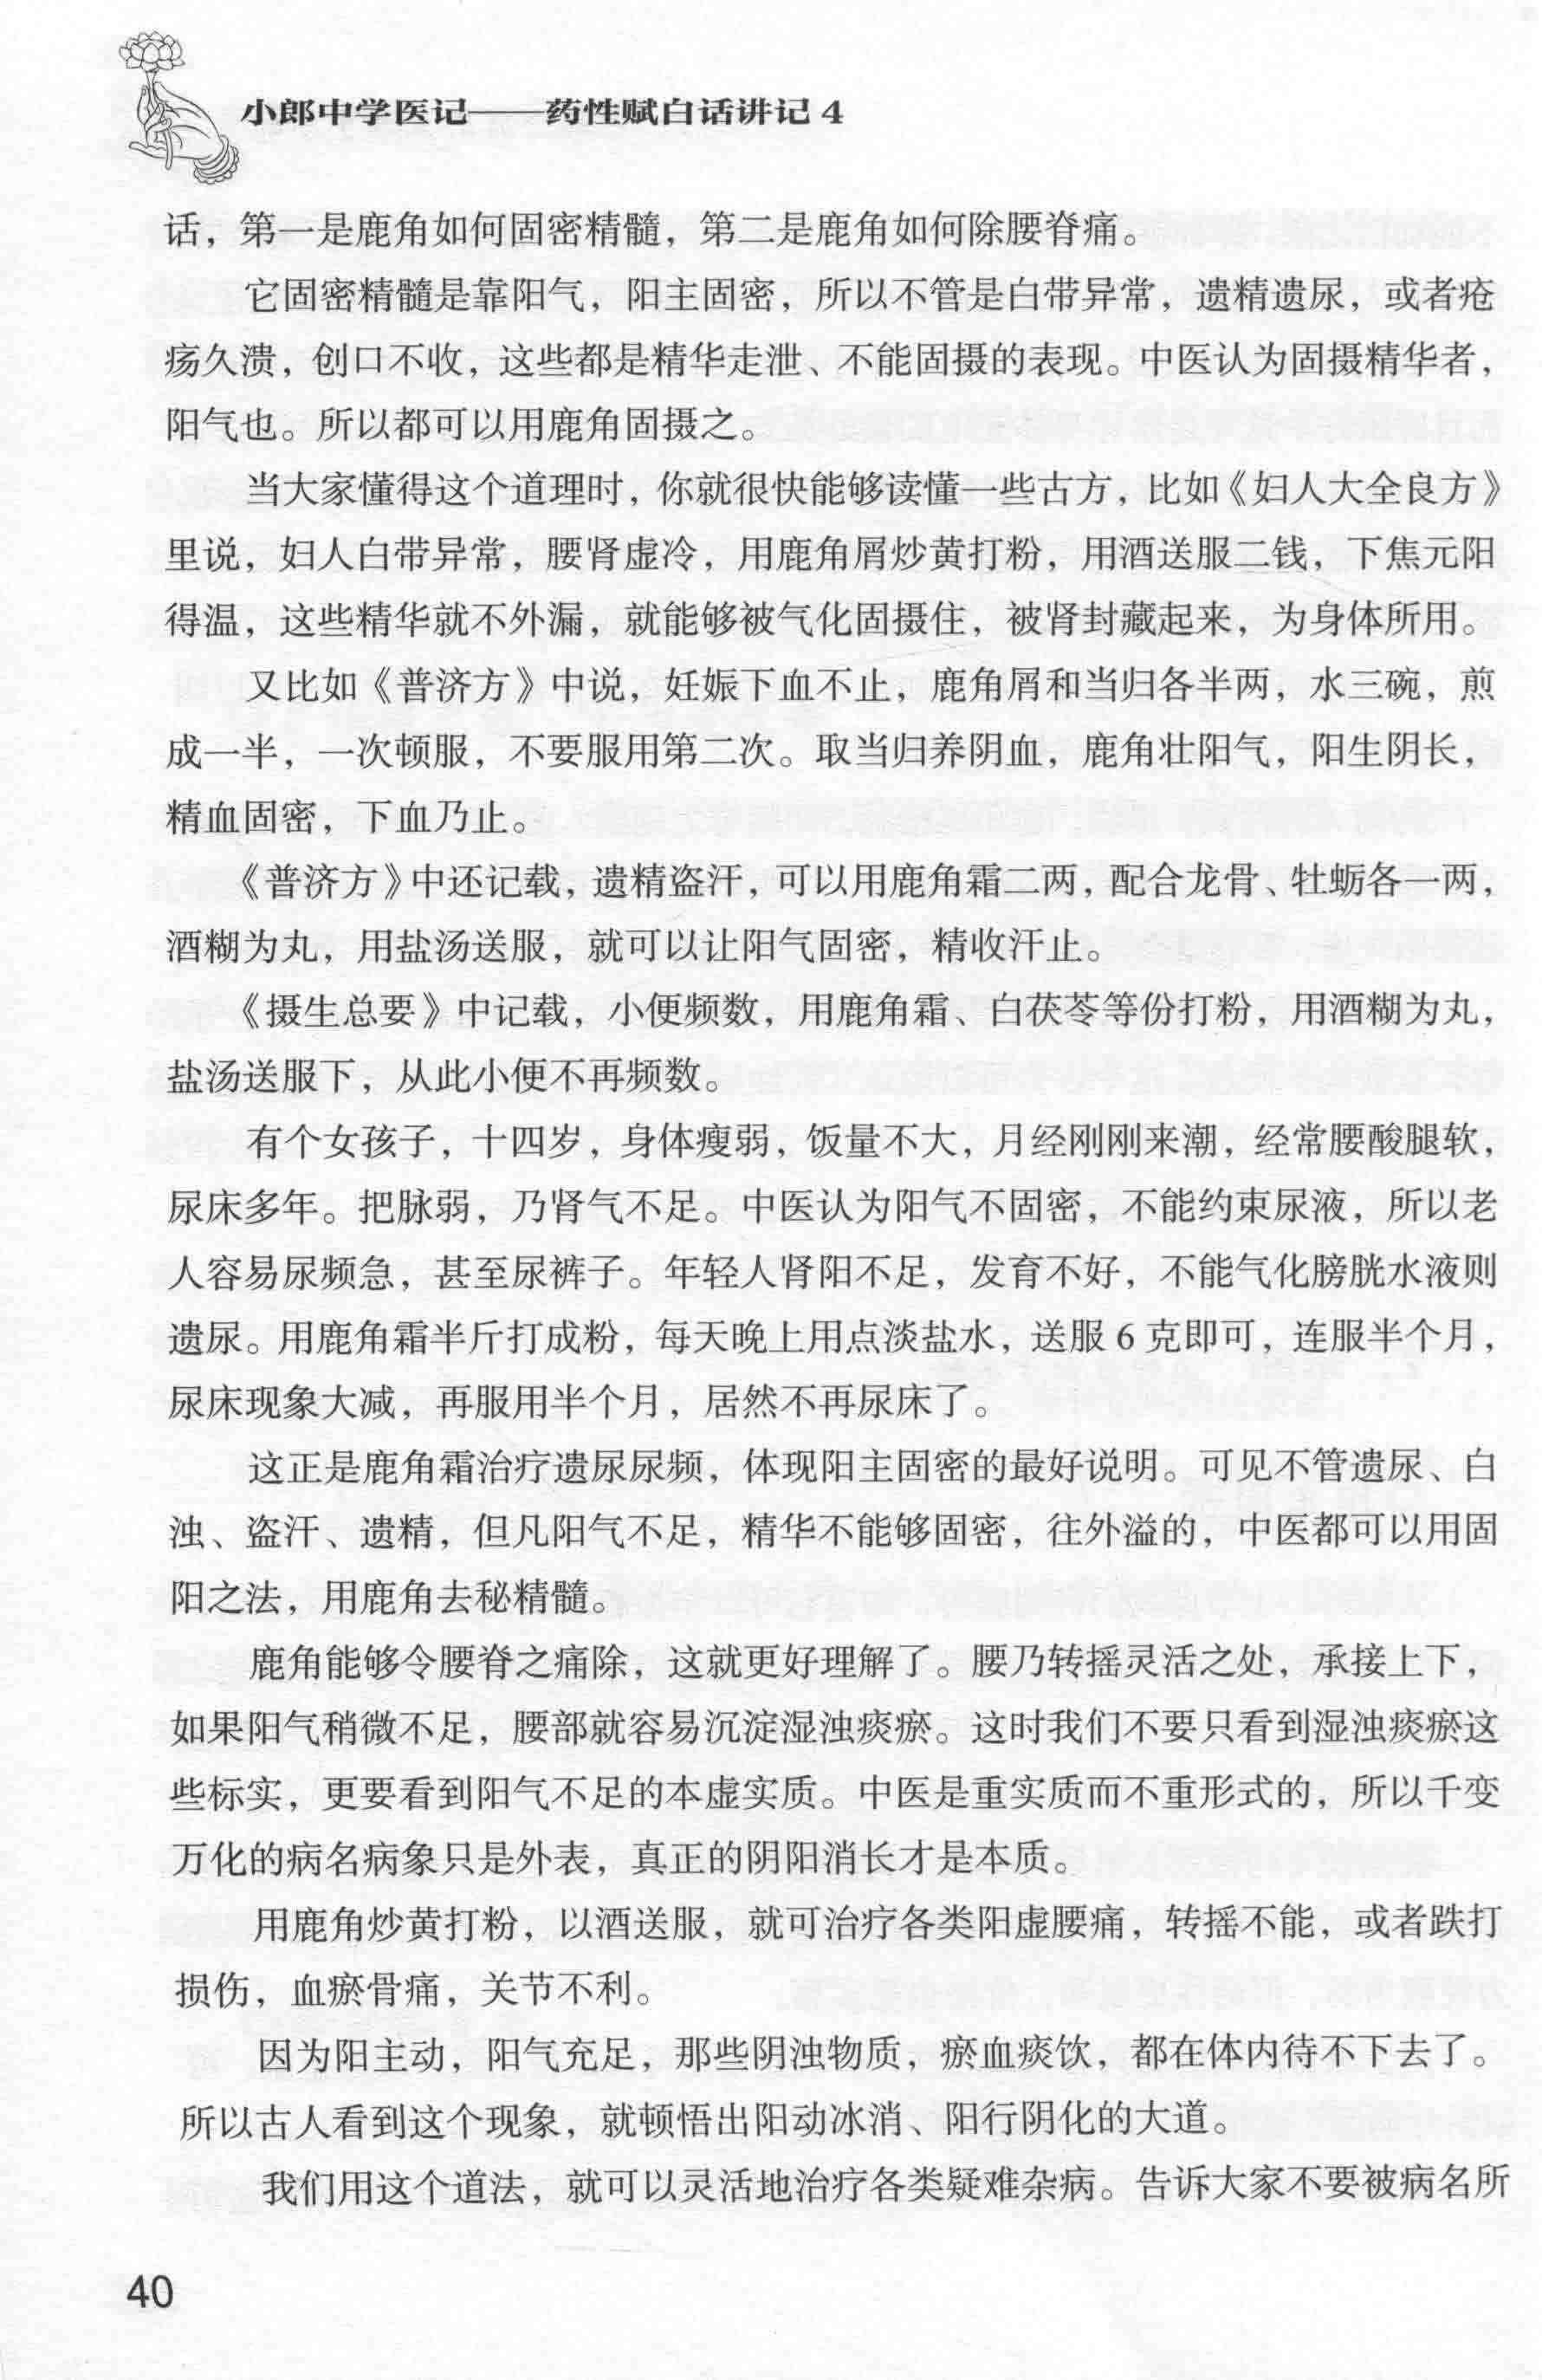 小郎中学医记——药性赋白话讲记4
话，第一是鹿角如何固密精髓，第二是鹿角如何除腰脊痛。
它固密精髓是靠阳气，阳主固密，所以不管是白带异常，遗精遗尿，或者疮
疡久溃，创口不收，这些都是精华走泄、不能固摄的表现。中医认为固摄精华者，
阳气也。所以都可以用鹿角固摄之。
当大家懂得这个道理时，你就很快能够读懂一些古方，比如《妇人大全良方》
里说，妇人白带异常，腰肾虚冷，用鹿角屑炒黄打粉，用酒送服二钱，下焦元阳
得温，这些精华就不外漏，就能够被气化固摄住，被肾封藏起来，为身体所用。
又比如《普济方》中说，妊娠下血不止，鹿角屑和当归各半两，水三碗，煎
成一半，一次顿服，不要服用第二次。取当归养阴血，鹿角壮阳气，阳生阴长，
精血固密，下血乃止。
《普济方》中还记载，遗精盗汗，可以用鹿角霜二两，配合龙骨、牡蛎各一两，
酒糊为丸，用盐汤送服，就可以让阳气固密，精收汗止。
《摄生总要》中记载，小便频数，用鹿角霜、白茯苓等份打粉，用酒糊为丸，
盐汤送服下，从此小便不再频数。
有个女孩子，十四岁，身体瘦弱，饭量不大，月经刚刚来潮，经常腰酸腿软，
尿床多年。把脉弱，乃肾气不足。中医认为阳气不固密，不能约束尿液，所以老
人容易尿频急，甚至尿裤子。年轻人肾阳不足，发育不好，不能气化膀胱水液则
遗尿。用鹿角霜半斤打成粉，每天晚上用点淡盐水，送服6克即可，连服半个月，
尿床现象大减，再服用半个月，居然不再尿床了。
这正是鹿角霜治疗遗尿尿频，体现阳主固密的最好说明。可见不管遗尿、白
浊、盗汗、遗精，但凡阳气不足，精华不能够固密，往外溢的，中医都可以用固
阳之法，用鹿角去秘精髓。
鹿角能够令腰脊之痛除，这就更好理解了。腰乃转摇灵活之处，承接上下，
如果阳气稍微不足，腰部就容易沉淀湿浊痰瘀。这时我们不要只看到湿浊痰瘀这
些标实，更要看到阳气不足的本虚实质。中医是重实质而不重形式的，所以千变
万化的病名病象只是外表，真正的阴阳消长才是本质。
用鹿角炒黄打粉，以酒送服，就可治疗各类阳虚腰痛，转摇不能，或者跌打
损伤，血瘀骨痛，关节不利。
因为阳主动，阳气充足，那些阴浊物质，瘀血痰饮，都在体内待不下去了。
所以古人看到这个现象，就顿悟出阳动冰消、阳行阴化的大道。
我们用这个道法，就可以灵活地治疗各类疑难杂病。告诉大家不要被病名所
40